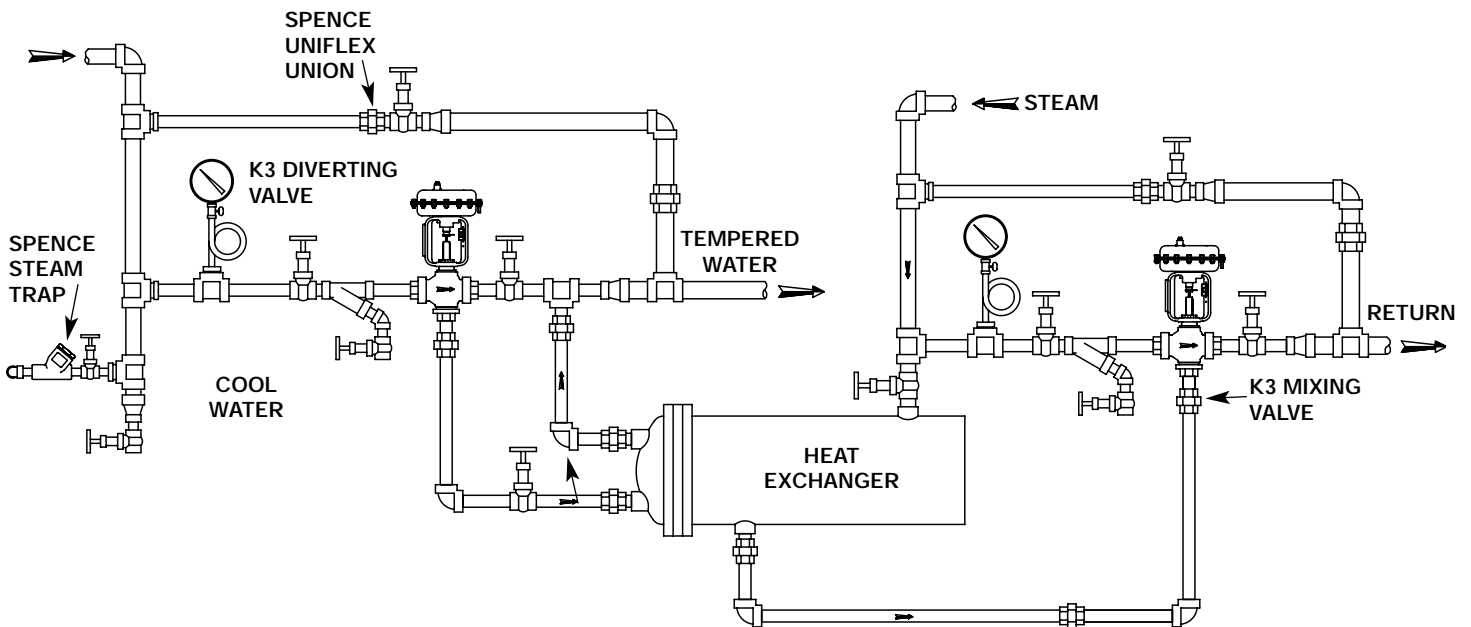 SPENCE
UNIFLEX
UNION
STEAM
K3 DIVERTING
VALVE
SPENCE
STEAM
TRAP
TEMPERED
WATER
RETURN
COOL
WATER
K3 MIXING
VALVE
HEAT
EXCHANGER